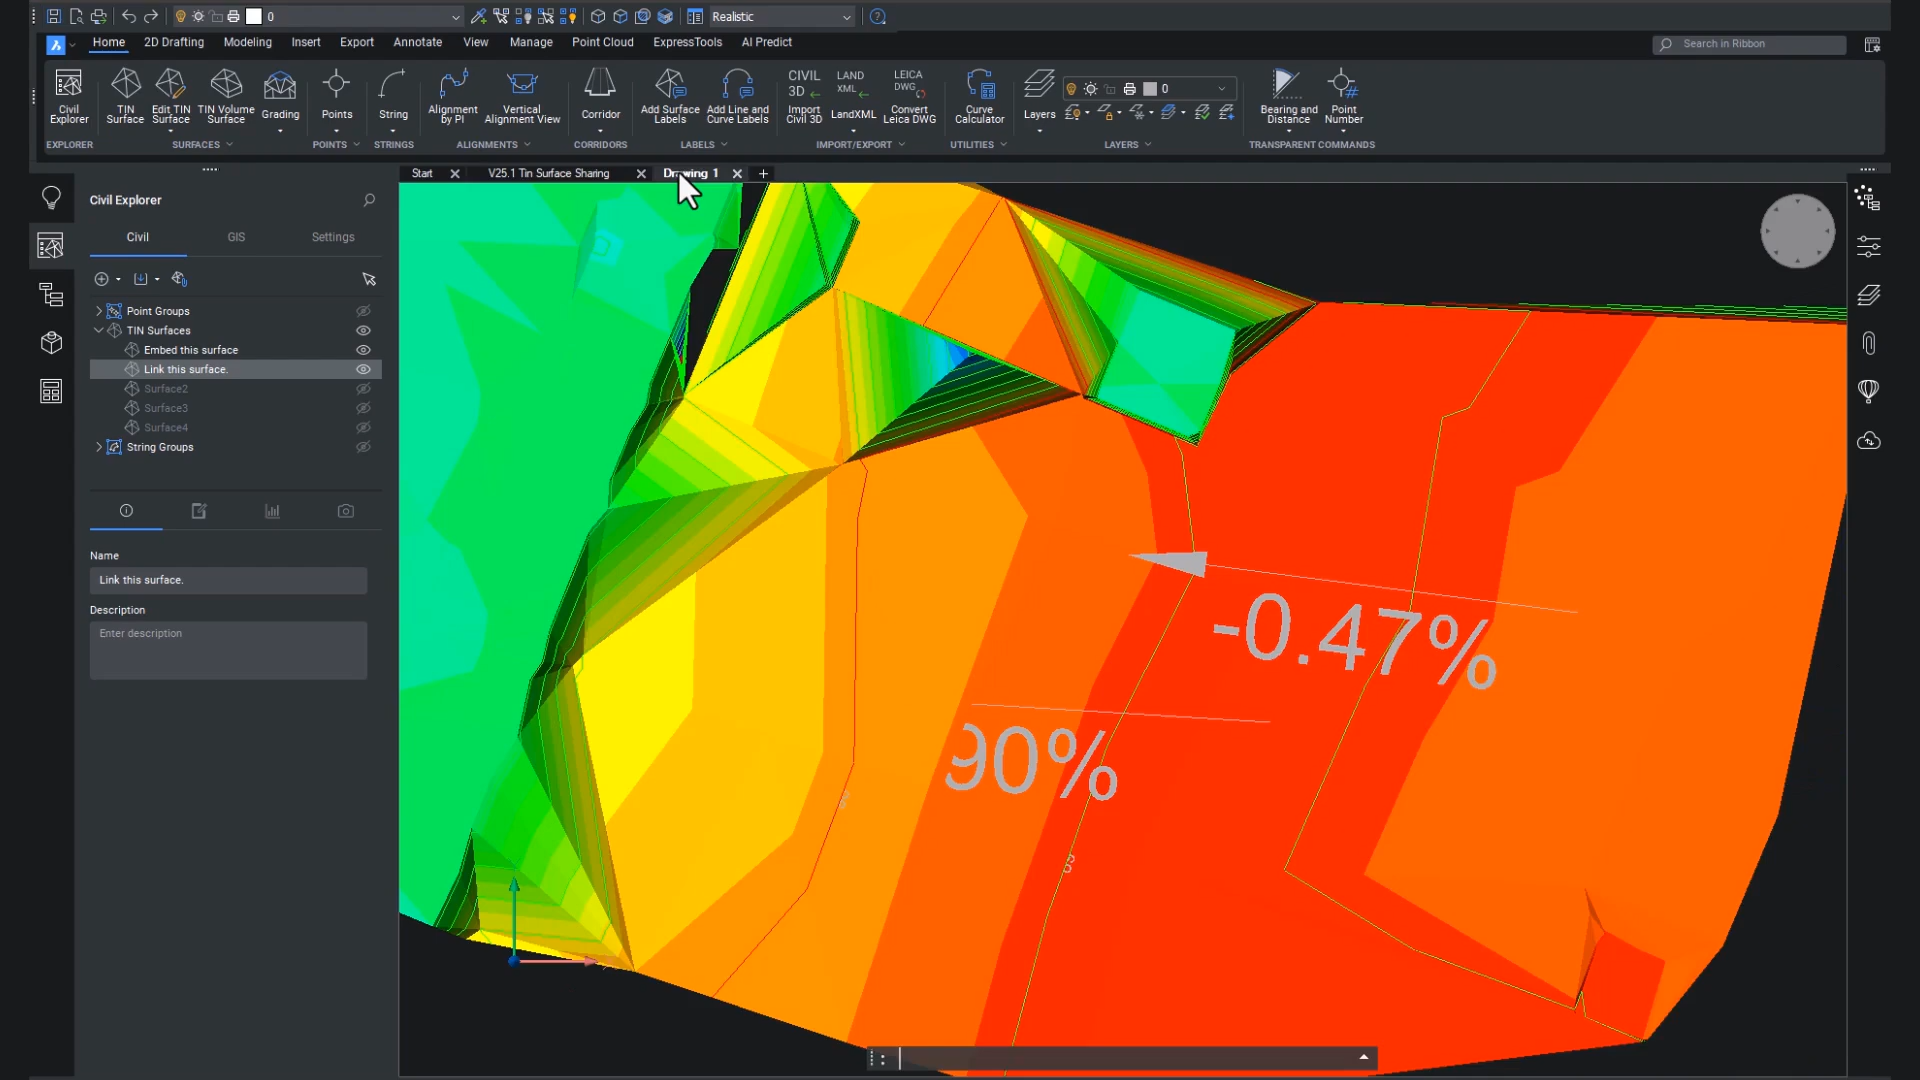 0
Realistic
Home 2D Drafting Modeling Insert Export Annotate View Manage Point Cloud ExpressTools AI Predict
Search in Ribbon
Civil Explorer
TIN Surface
Edit TIN Surface
TIN Volume Surface
Grading
Points
String
Alignment by PI
Vertical Alignment View
Corridor
Add Surface Labels
Add Line and Curve Labels
CIVIL 3D
Import Civil 3D
LAND XML
LandXML
LEICA DWG
Convert Leica DWG
Curve Calculator
Layers
0
Bearing and Distance
Point Number
EXPLORER SURFACES POINTS STRINGS ALIGNMENTS CORRIDORS LABELS IMPORT/EXPORT UTILITIES LAYERS TRANSPARENT COMMANDS
Start V25.1 Tin Surface Sharing Drawing 1
Civil Explorer
Civil GIS Settings
Point Groups
TIN Surfaces
Embed this surface
Link this surface.
Surface2
Surface3
Surface4
String Groups
Name
Link this surface.
Description
Enter description
-0.47%
90%
: